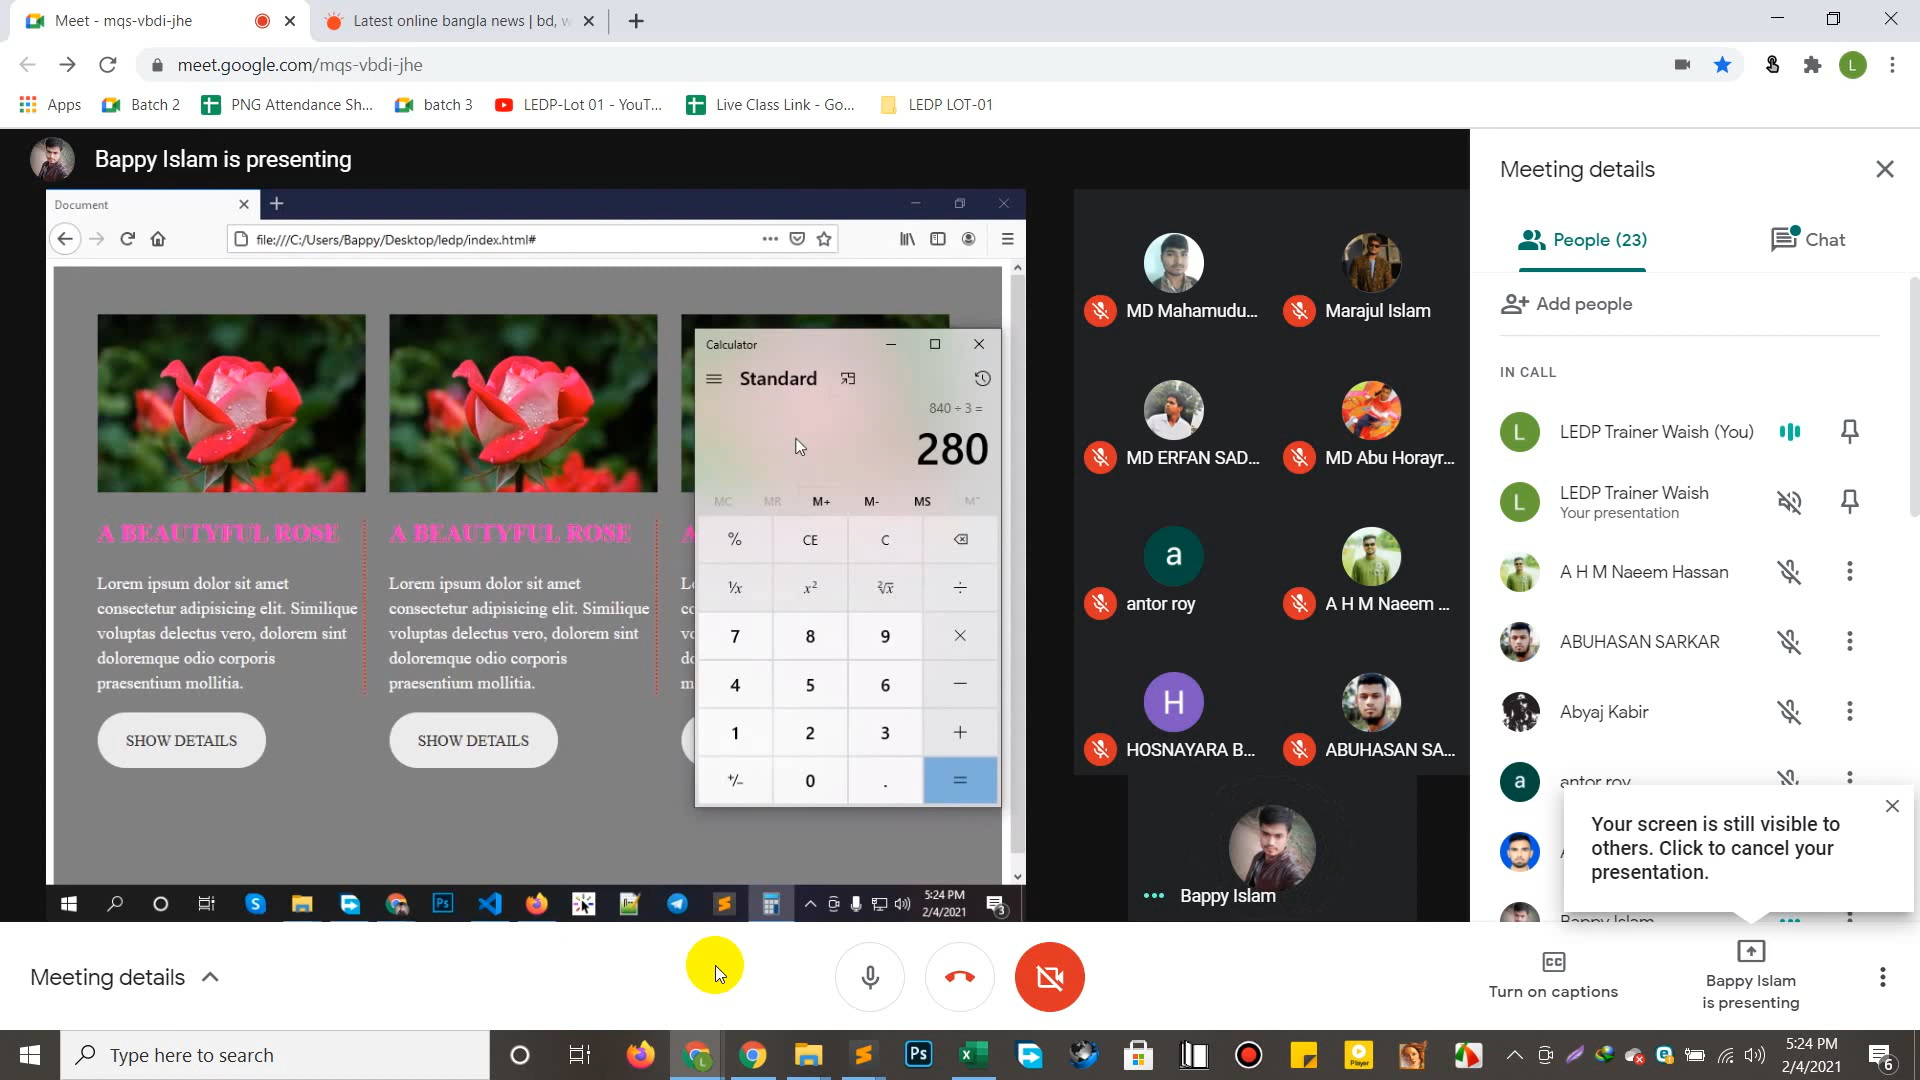 Meet - mqs-vbdi-jhe
Latest online bangla news | bd, w
meet.google.com/mqs-vbdi-jhe
L
Apps
Batch 2
PNG Attendance Sh...
batch 3
LEDP-Lot 01 - YouT...
Live Class Link - Go...
LEDP LOT-01
Bappy Islam is presenting
Document
file:///C:/Users/Bappy/Desktop/ledp/index.html#
A BEAUTYFUL ROSE
Lorem ipsum dolor sit amet
consectetur adipisicing elit. Similique
voluptas delectus vero, dolorem sint
doloremque odio corporis
praesentium mollitia.
SHOW DETAILS
A BEAUTYFUL ROSE
Lorem ipsum dolor sit amet
consectetur adipisicing elit. Similique
voluptas delectus vero, dolorem sint
doloremque odio corporis
praesentium mollitia.
SHOW DETAILS
Calculator
Standard
840 ÷ 3 =
280
MC MR M+ M- MS M˅
% CE C
¹/x x² ²√x ÷
7 8 9 ×
4 5 6 −
1 2 3 +
+/− 0 . =
5:24 PM
2/4/2021
3
MD Mahamudu...
Marajul Islam
MD ERFAN SAD...
MD Abu Horayr...
a
antor roy
A H M Naeem ...
H
HOSNAYARA B...
ABUHASAN SA...
Bappy Islam
Meeting details
People (23)
Chat
Add people
IN CALL
L
LEDP Trainer Waish (You)
L
LEDP Trainer Waish
Your presentation
A H M Naeem Hassan
ABUHASAN SARKAR
Abyaj Kabir
a
antor roy
Bappy Islam
Your screen is still visible to
others. Click to cancel your
presentation.
Meeting details
Turn on captions
Bappy Islam
is presenting
Type here to search
Ps
5:24 PM
2/4/2021
6